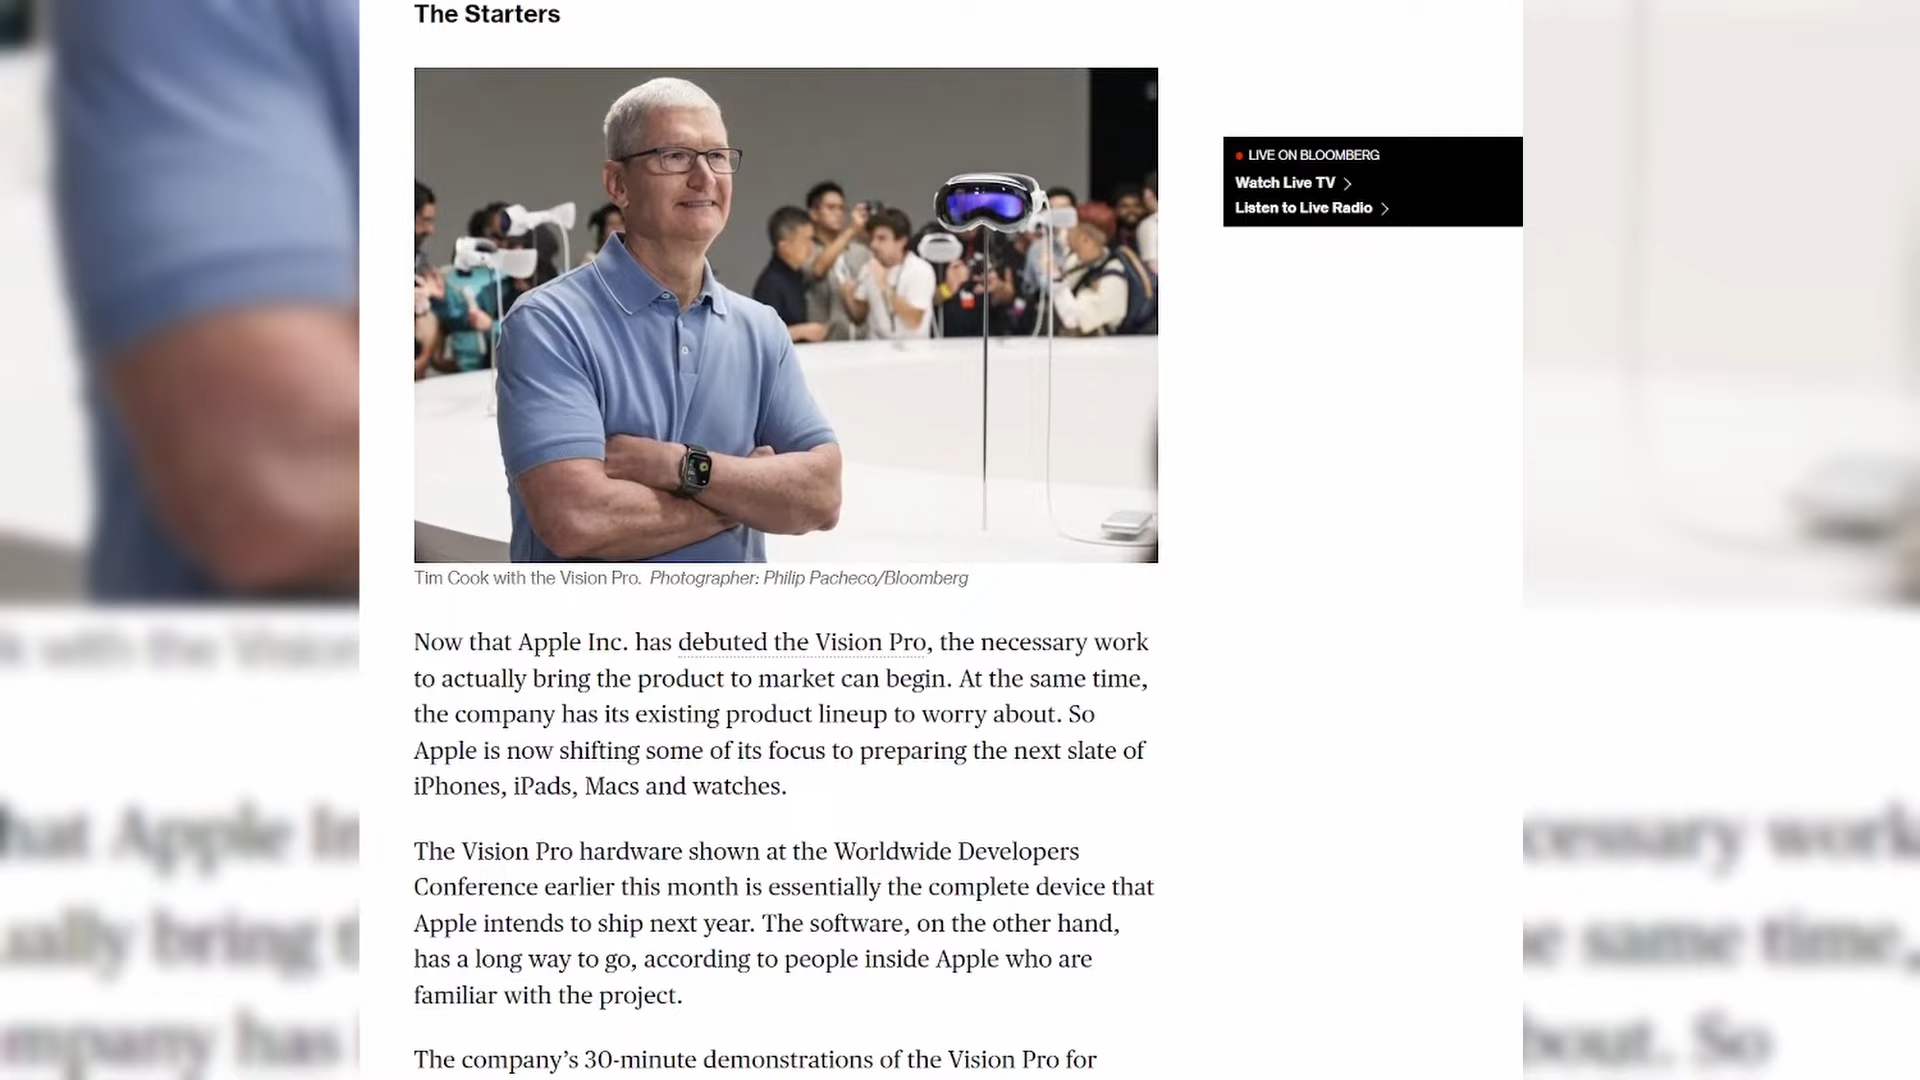 The Starters
LIVE ON BLOOMBERG
Watch Live TV
Listen to Live Radio
Tim Cook with the Vision Pro. Photographer: Philip Pacheco/Bloomberg
Now that Apple Inc. has debuted the Vision Pro, the necessary work
to actually bring the product to market can begin. At the same time,
the company has its existing product lineup to worry about. So
Apple is now shifting some of its focus to preparing the next slate of
iPhones, iPads, Macs and watches.
The Vision Pro hardware shown at the Worldwide Developers
Conference earlier this month is essentially the complete device that
Apple intends to ship next year. The software, on the other hand,
has a long way to go, according to people inside Apple who are
familiar with the project.
The company’s 30-minute demonstrations of the Vision Pro for